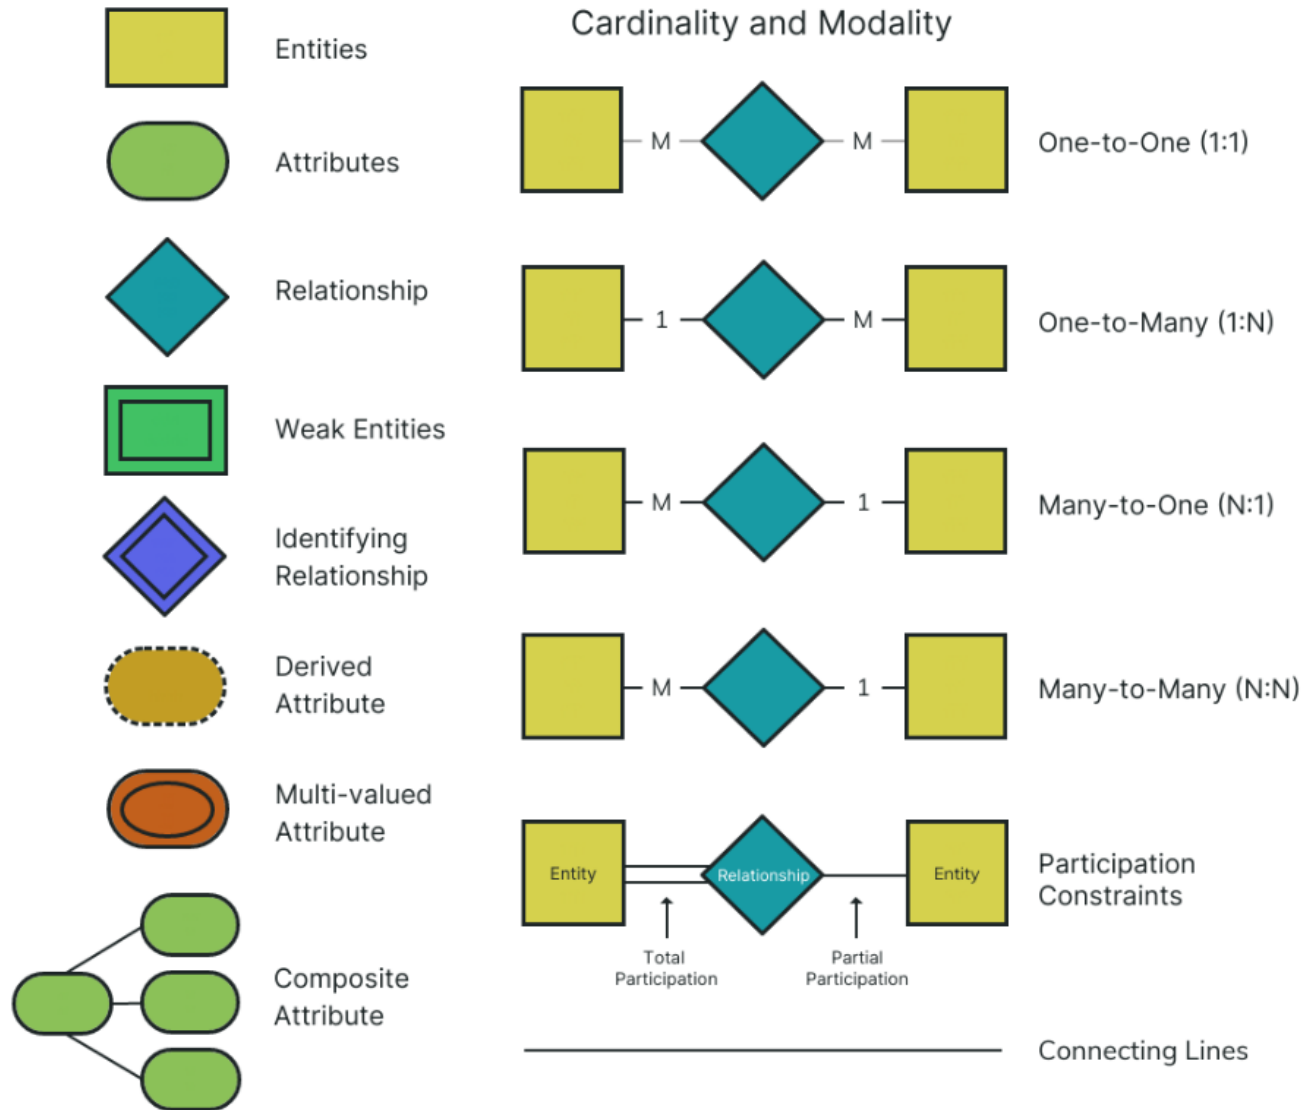 Entities
Attributes
Relationship
Weak Entities
Identifying
Relationship
Derived
Attribute
Multi-valued
Attribute
Composite
Attribute
Cardinality and Modality
M M One-to-One (1:1)
1 M One-to-Many (1:N)
M 1 Many-to-One (N:1)
M 1 Many-to-Many (N:N)
Entity Relationship Entity
Participation
Constraints
Total
Participation
Partial
Participation
Connecting Lines